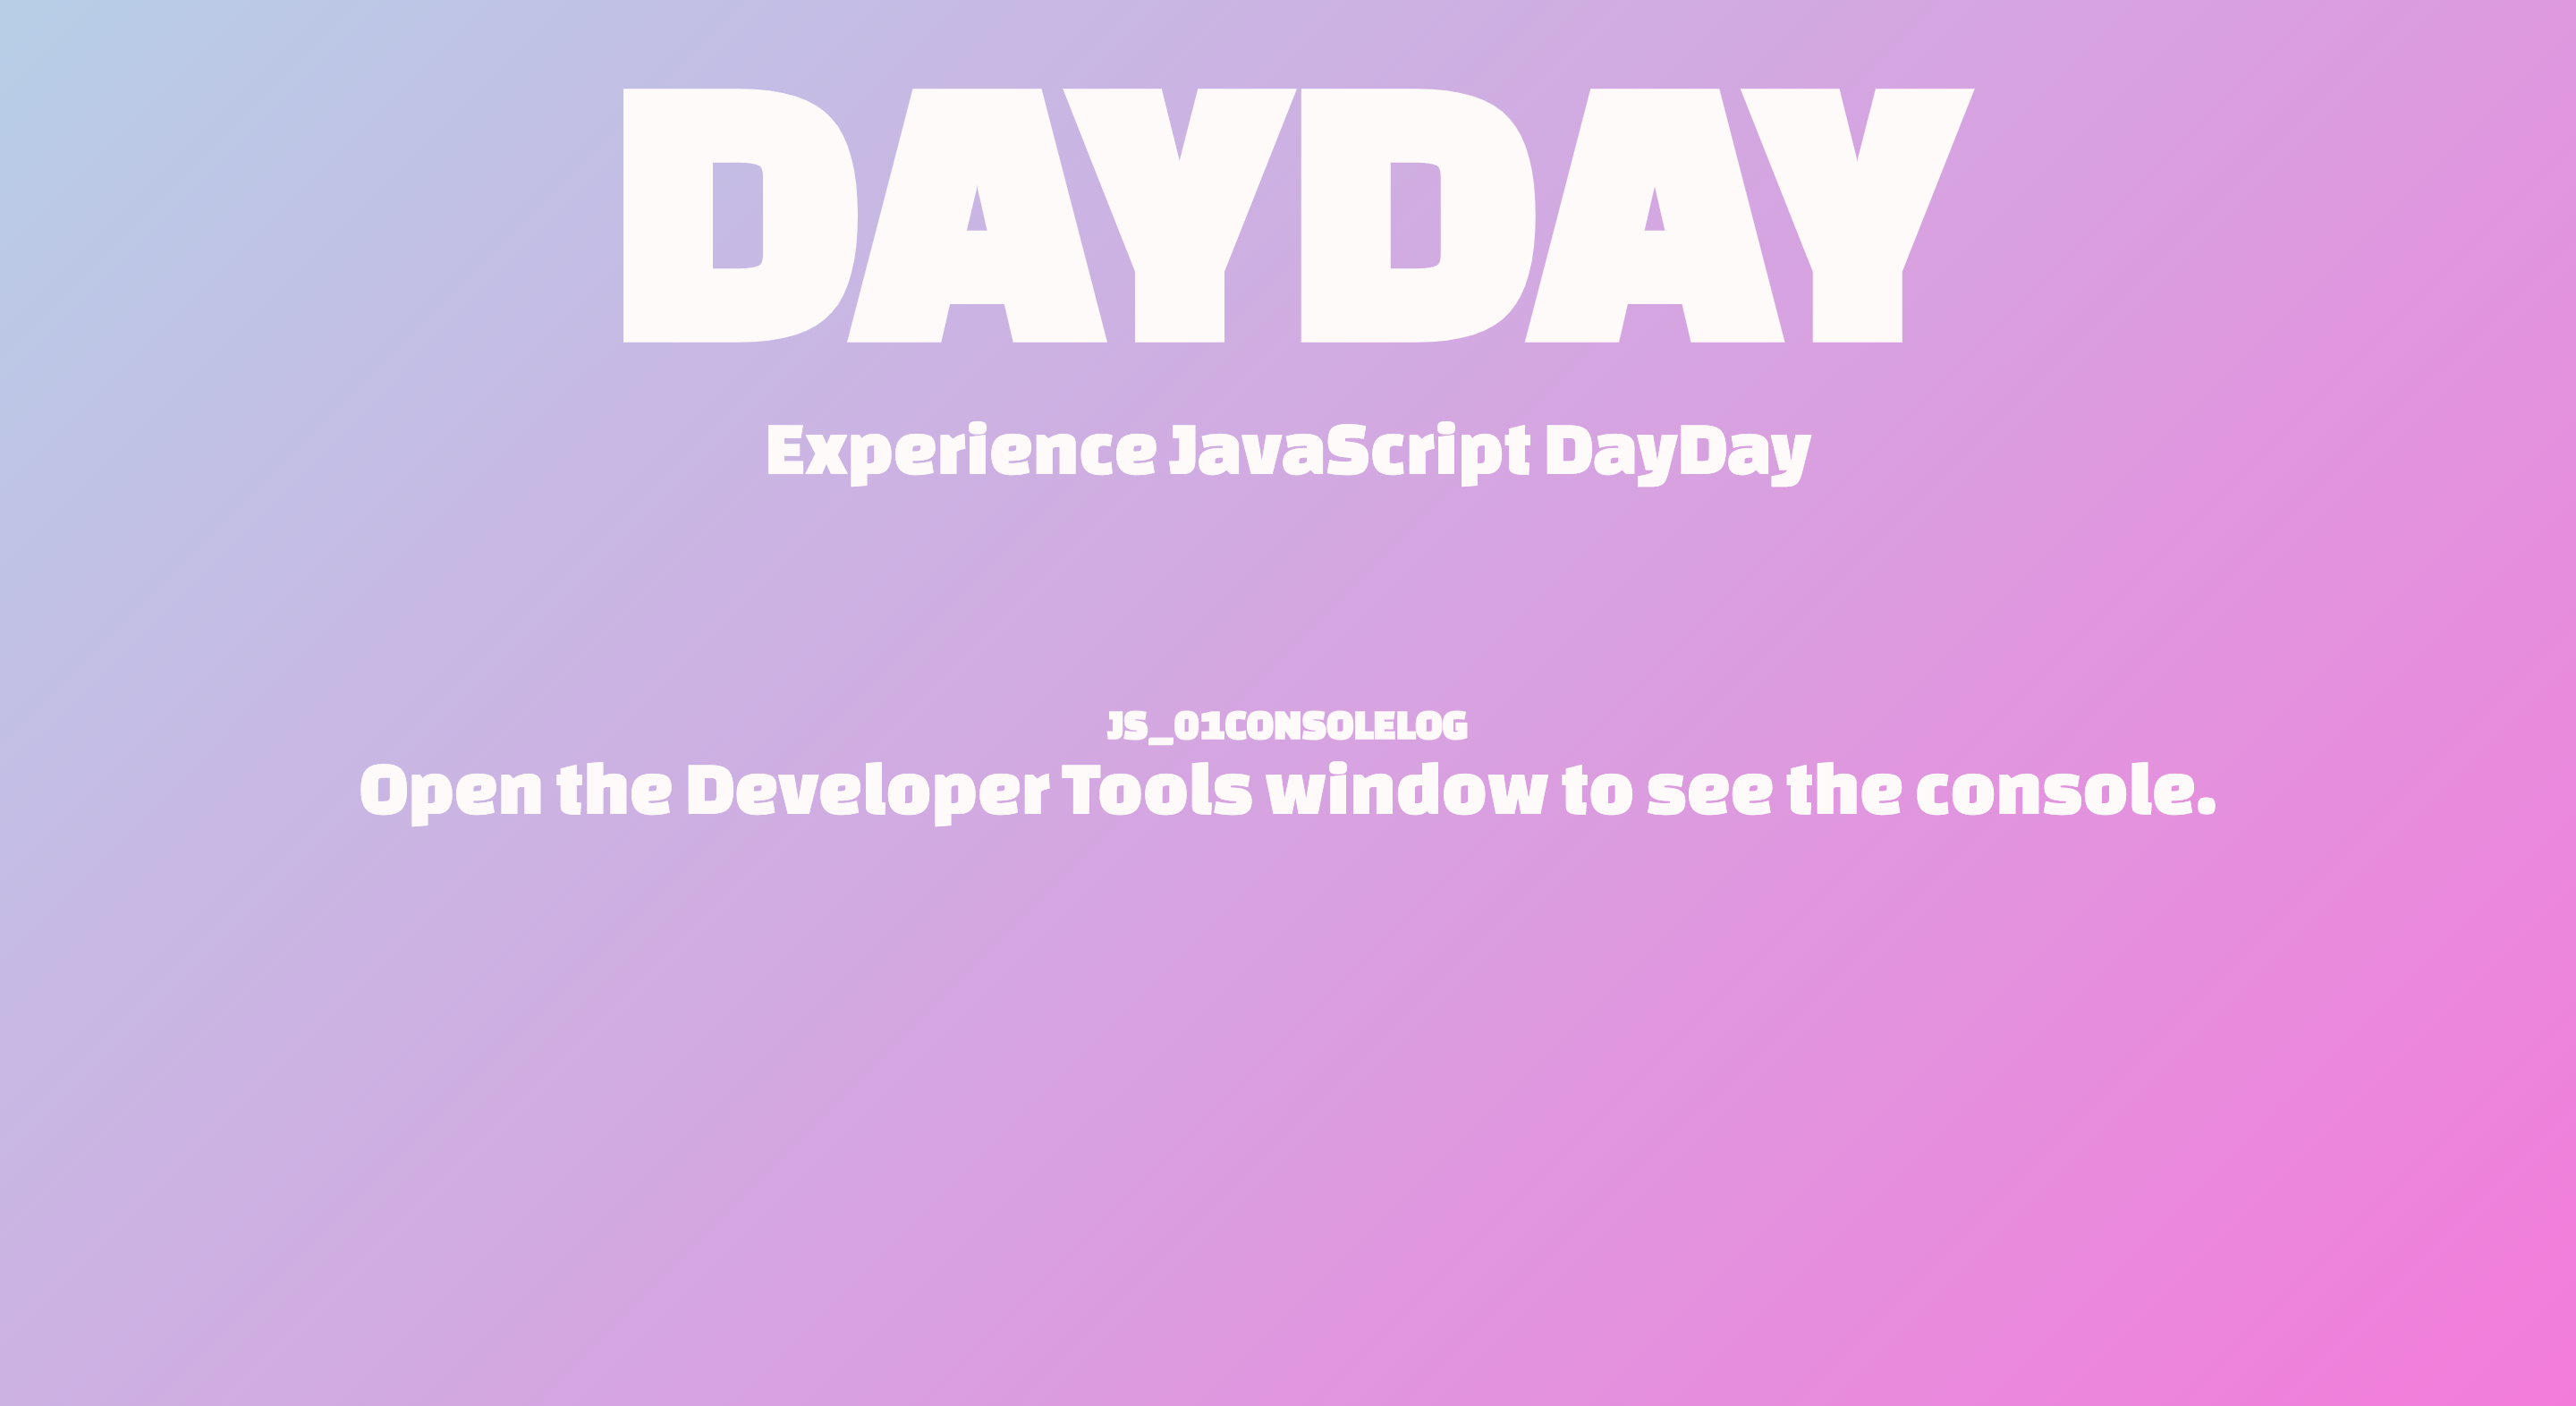 DAYDAY
Experience JavaScript DayDay
JS_01CONSOLELOG
Open the Developer Tools window to see the console.